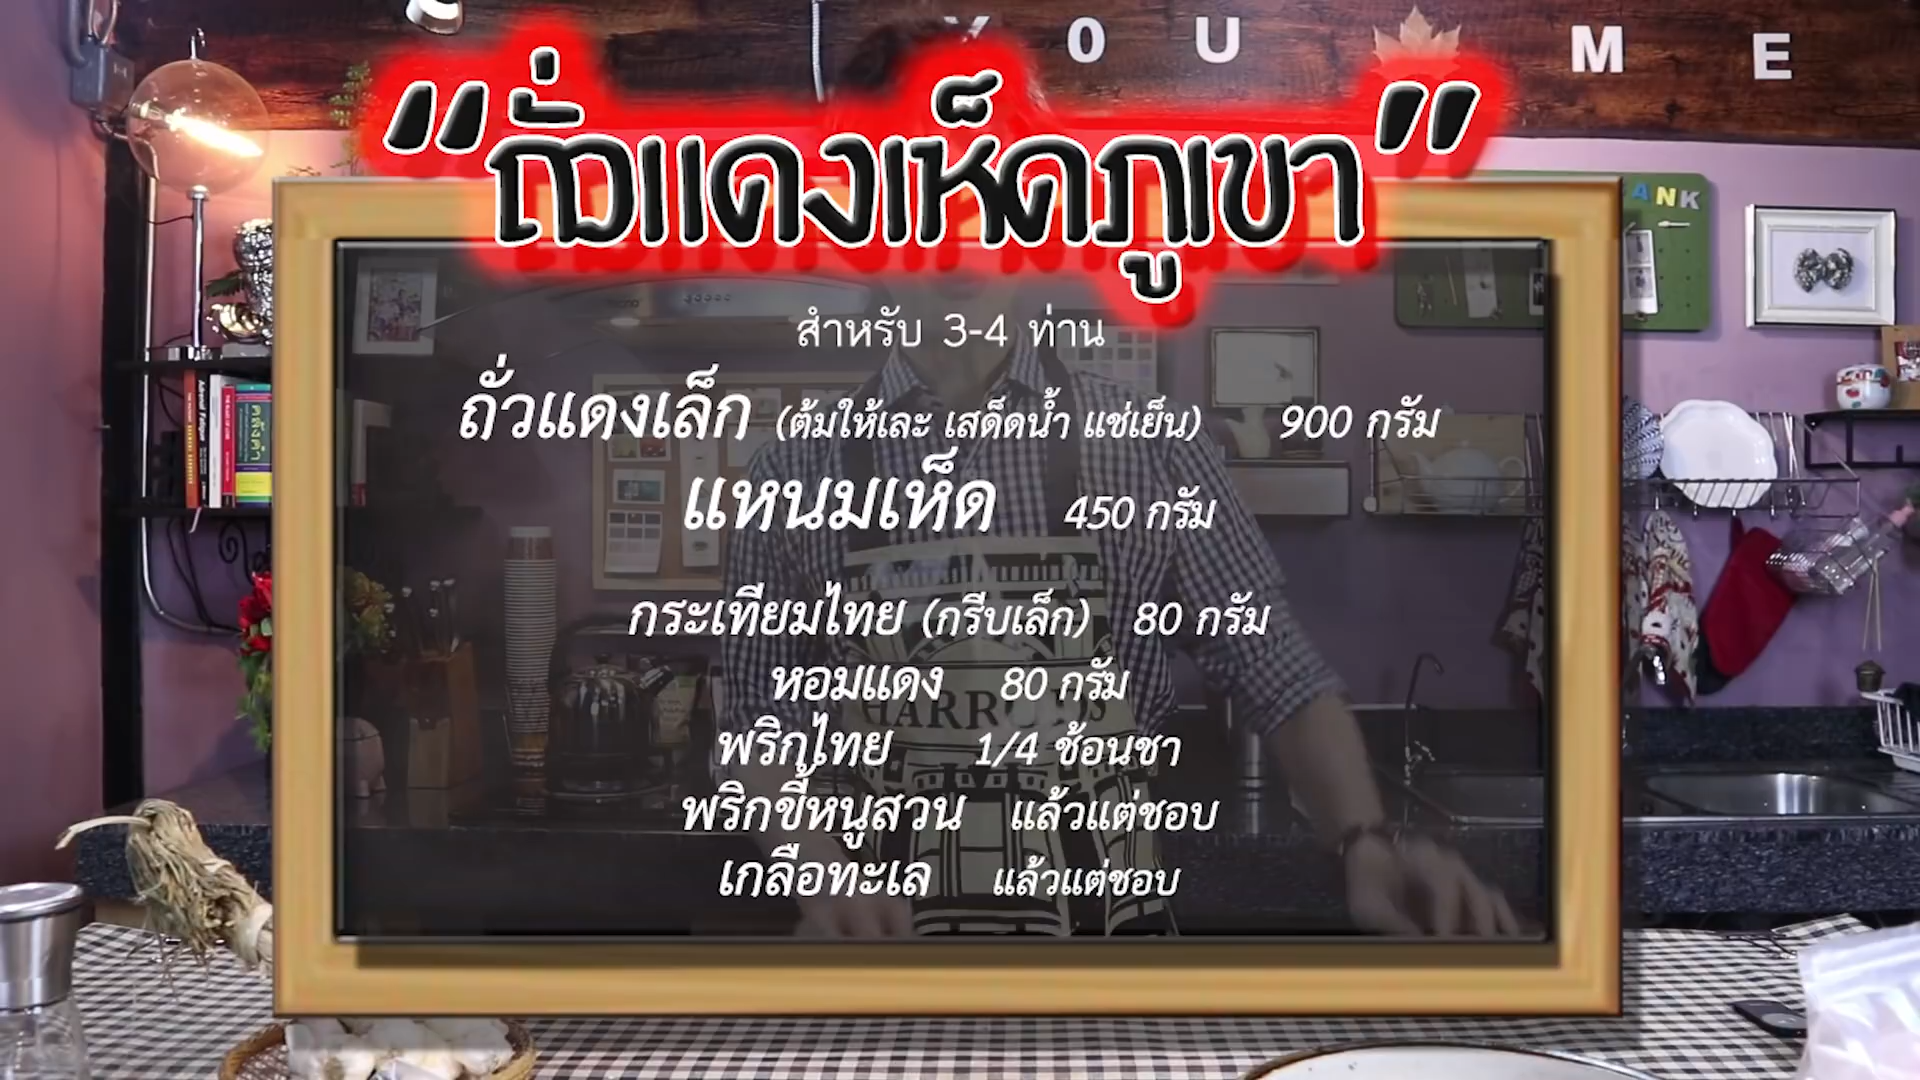 YOU ME
"ถั่วแดงเห็ดภูเขา"
ANK
สำหรับ 3-4 ท่าน
ถั่วแดงเล็ก (ต้มให้เละ เสด็ดน้ำ แช่เย็น) 900 กรัม
แหนมเห็ด 450 กรัม
กระเทียมไทย (กรีบเล็ก) 80 กรัม
หอมแดง 80 กรัม
HARRODS
พริกไทย 1/4 ช้อนชา
พริกขี้หนูสวน แล้วแต่ชอบ
เกลือทะเล แล้วแต่ชอบ